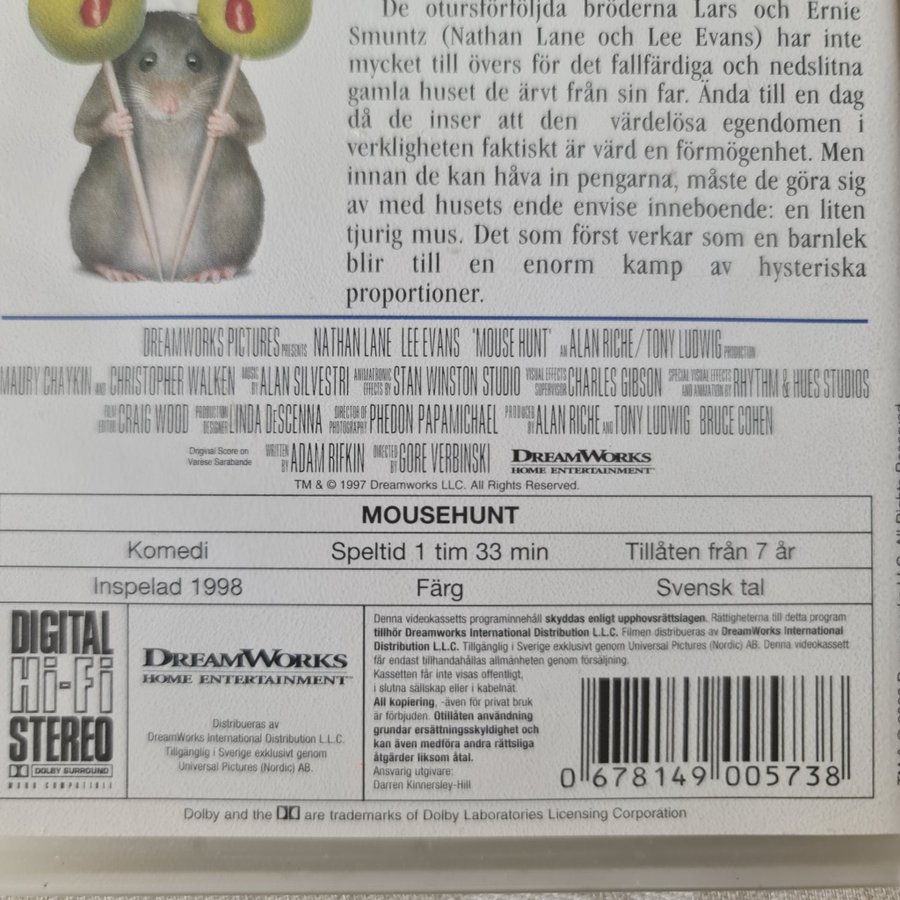 De otursförföljda bröderna Lars och Ernie
Smuntz (Nathan Lane och Lee Evans) har inte
mycket till övers för det fallfärdiga och nedslitna
gamla huset de ärvt från sin far. Ända till en dag
då de inser att den värdelösa egendomen i
verkligheten faktiskt är värd en förmögenhet. Men
innan de kan håva in pengarna, måste de göra sig
av med husets ende envise inneboende: en liten
tjurig mus. Det som först verkar som en barnlek
blir till en enorm kamp av hysteriska
proportioner.
DREAMWORKS PICTURES PRESENTS NATHAN LANE LEE EVANS "MOUSE HUNT" AN ALAN RICHE/TONY LUDWIG PRODUCTION
MAURY CHAYKIN AND CHRISTOPHER WALKEN MUSIC BY ALAN SILVESTRI ANIMATRONIC EFFECTS BY STAN WINSTON STUDIO VISUAL EFFECTS SUPERVISOR CHARLES GIBSON SPECIAL VISUAL EFFECTS AND ANIMATION BY RHYTHM & HUES STUDIOS
FILM EDITOR CRAIG WOOD PRODUCTION DESIGNER LINDA DeSCENNA DIRECTOR OF PHOTOGRAPHY PHEDON PAPAMICHAEL PRODUCED BY ALAN RICHE AND TONY LUDWIG BRUCE COHEN
Original Score on
Varese Sarabande
WRITTEN BY ADAM RIFKIN DIRECTED BY GORE VERBINSKI
DREAMWORKS
HOME ENTERTAINMENT™
TM & © 1997 Dreamworks LLC. All Rights Reserved.
MOUSEHUNT
Komedi Speltid 1 tim 33 min Tillåten från 7 år
Inspelad 1998 Färg Svensk tal
DIGITAL
Hi-Fi
STEREO
DOLBY SURROUND
MONO COMPATIBLE
DREAMWORKS
HOME ENTERTAINMENT™
Distribueras av
DreamWorks International Distribution L.L.C.
Tillgänglig i Sverige exklusivt genom
Universal Pictures (Nordic) AB.
Denna videokassetts programinnehåll skyddas enligt upphovsrättslagen. Rättigheterna till detta program
tillhör Dreamworks International Distribution L.L.C. Filmen distribueras av DreamWorks International
Distribution L.L.C. Tillgänglig i Sverige exklusivt genom Universal Pictures (Nordic) AB. Denna videokassett
får endast tillhandahållas allmänheten genom försäljning.
Kassetten får inte visas offentligt,
i slutna sällskap eller i kabelnät.
All kopiering, -även för privat bruk
är förbjuden. Otillåten användning
grundar ersättningsskyldighet och
kan även medföra andra rättsliga
åtgärder liksom åtal.
Ansvarig utgivare:
Darren Kinnersley-Hill
0 678149 005738
Dolby and the are trademarks of Dolby Laboratories Licensing Corporation